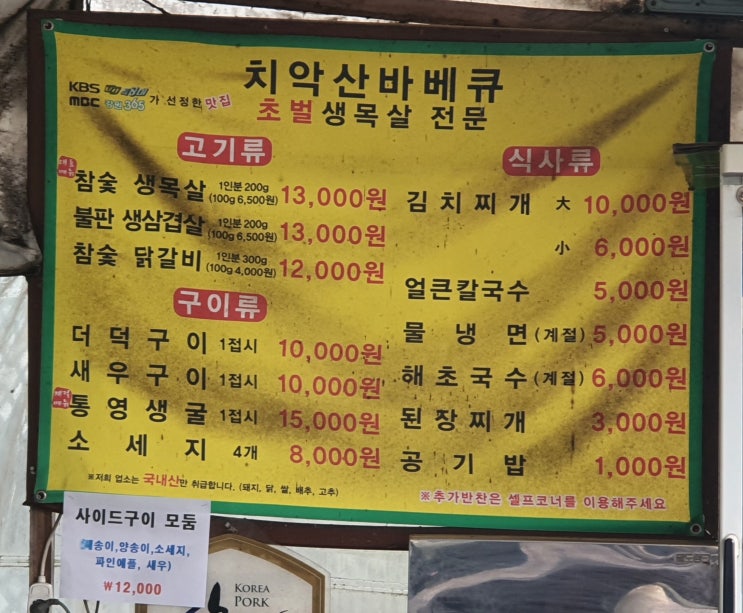 치악산바베큐
KBS
MBC 강원365 가 선정한 맛집
초벌생목살 전문
고기류
참숯 생목살 1인분 200g (100g 6,500원) 13,000원
불판 생삼겹살 1인분 200g (100g 6,500원) 13,000원
참숯 닭갈비 1인분 300g (100g 4,000원) 12,000원
구이류
더덕구이 1접시 10,000원
새우구이 1접시 10,000원
통영생굴 1접시 15,000원
소세지 4개 8,000원
※저희 업소는 국내산만 취급합니다. (돼지, 닭, 쌀, 배추, 고추)
식사류
김치찌개 大 10,000원
小 6,000원
얼큰칼국수 5,000원
물냉면(계절) 5,000원
해초국수(계절) 6,000원
된장찌개 3,000원
공기밥 1,000원
※추가반찬은 셀프코너를 이용해주세요
사이드구이 모둠
양송이,소세지,
파인애플, 새우)
₩12,000
KOREA
PORK